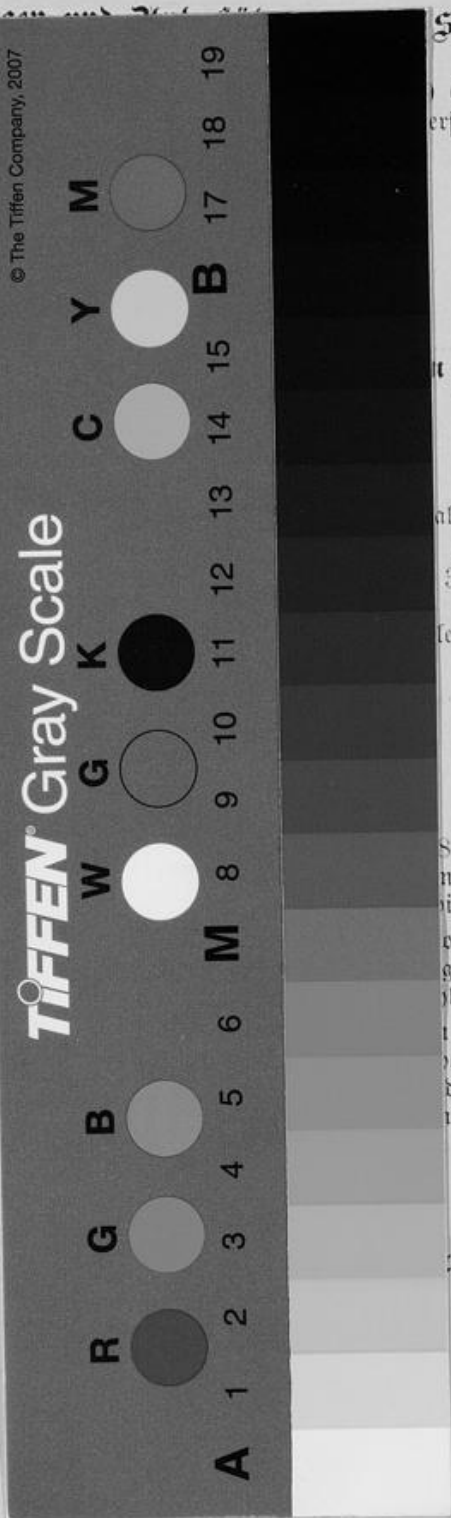 © The Tiffen Company, 2007
TIFFEN® Gray Scale
R G B W G K C Y M
A 1 2 3 4 5 6 M 8 9 10 11 12 13 14 15 B 17 18 19